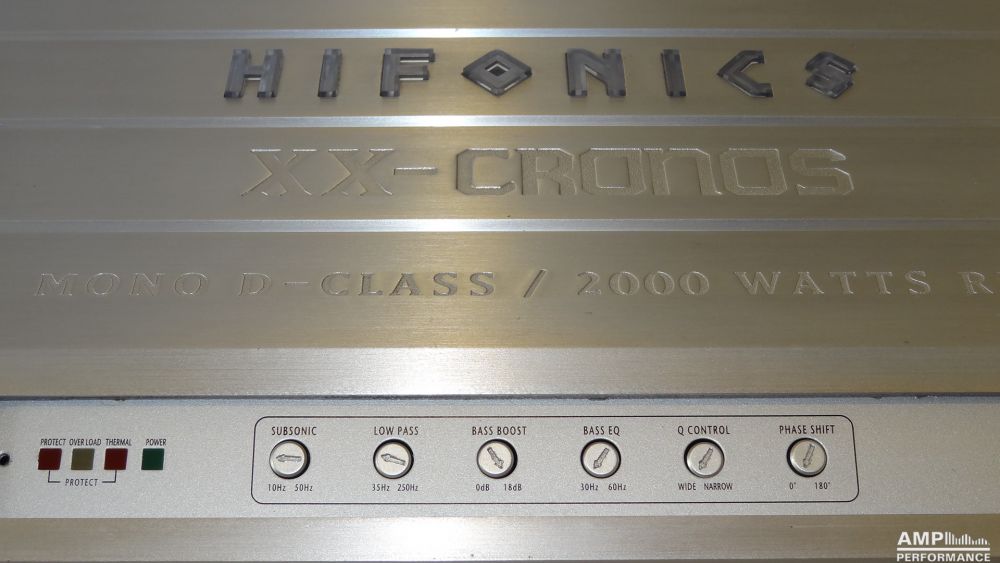 HIFONICS
XX-CRONOS
MONO D-CLASS / 2000 WATTS R
PROTECT OVER LOAD THERMAL POWER
PROTECT
SUBSONIC LOW PASS BASS BOOST BASS EQ Q CONTROL PHASE SHIFT
10Hz 50Hz 35Hz 250Hz 0dB 18dB 30Hz 60Hz WIDE NARROW 0° 180°
AMP
PERFORMANCE